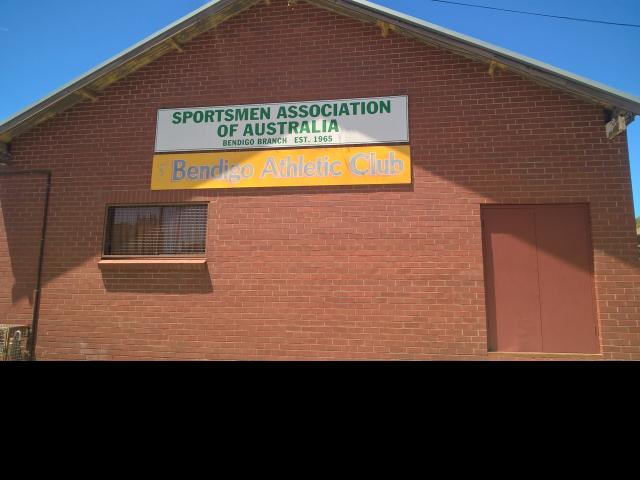 SPORTSMEN ASSOCIATION
OF AUSTRALIA
BENDIGO BRANCH EST. 1965
Bendigo Athletic Club